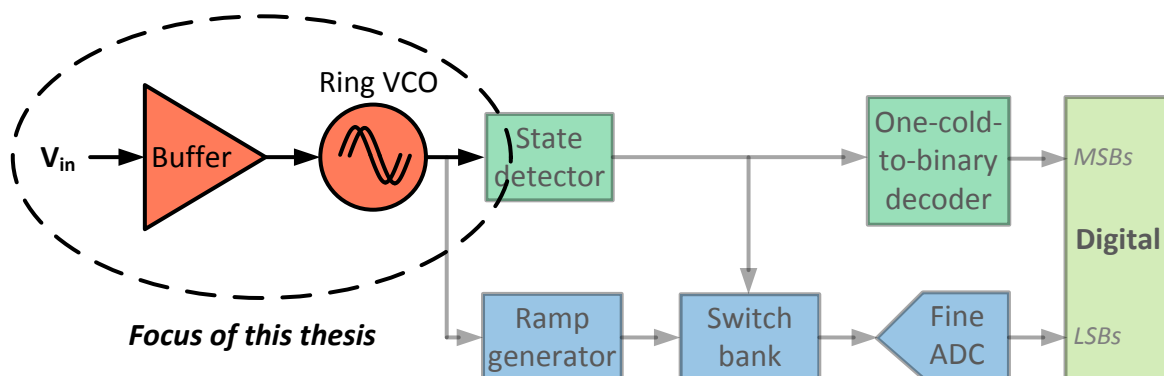 Ring VCO
V_in
Buffer
State
detector
One-cold-
to-binary
decoder
MSBs
Digital
Focus of this thesis
Ramp
generator
Switch
bank
Fine
ADC
LSBs